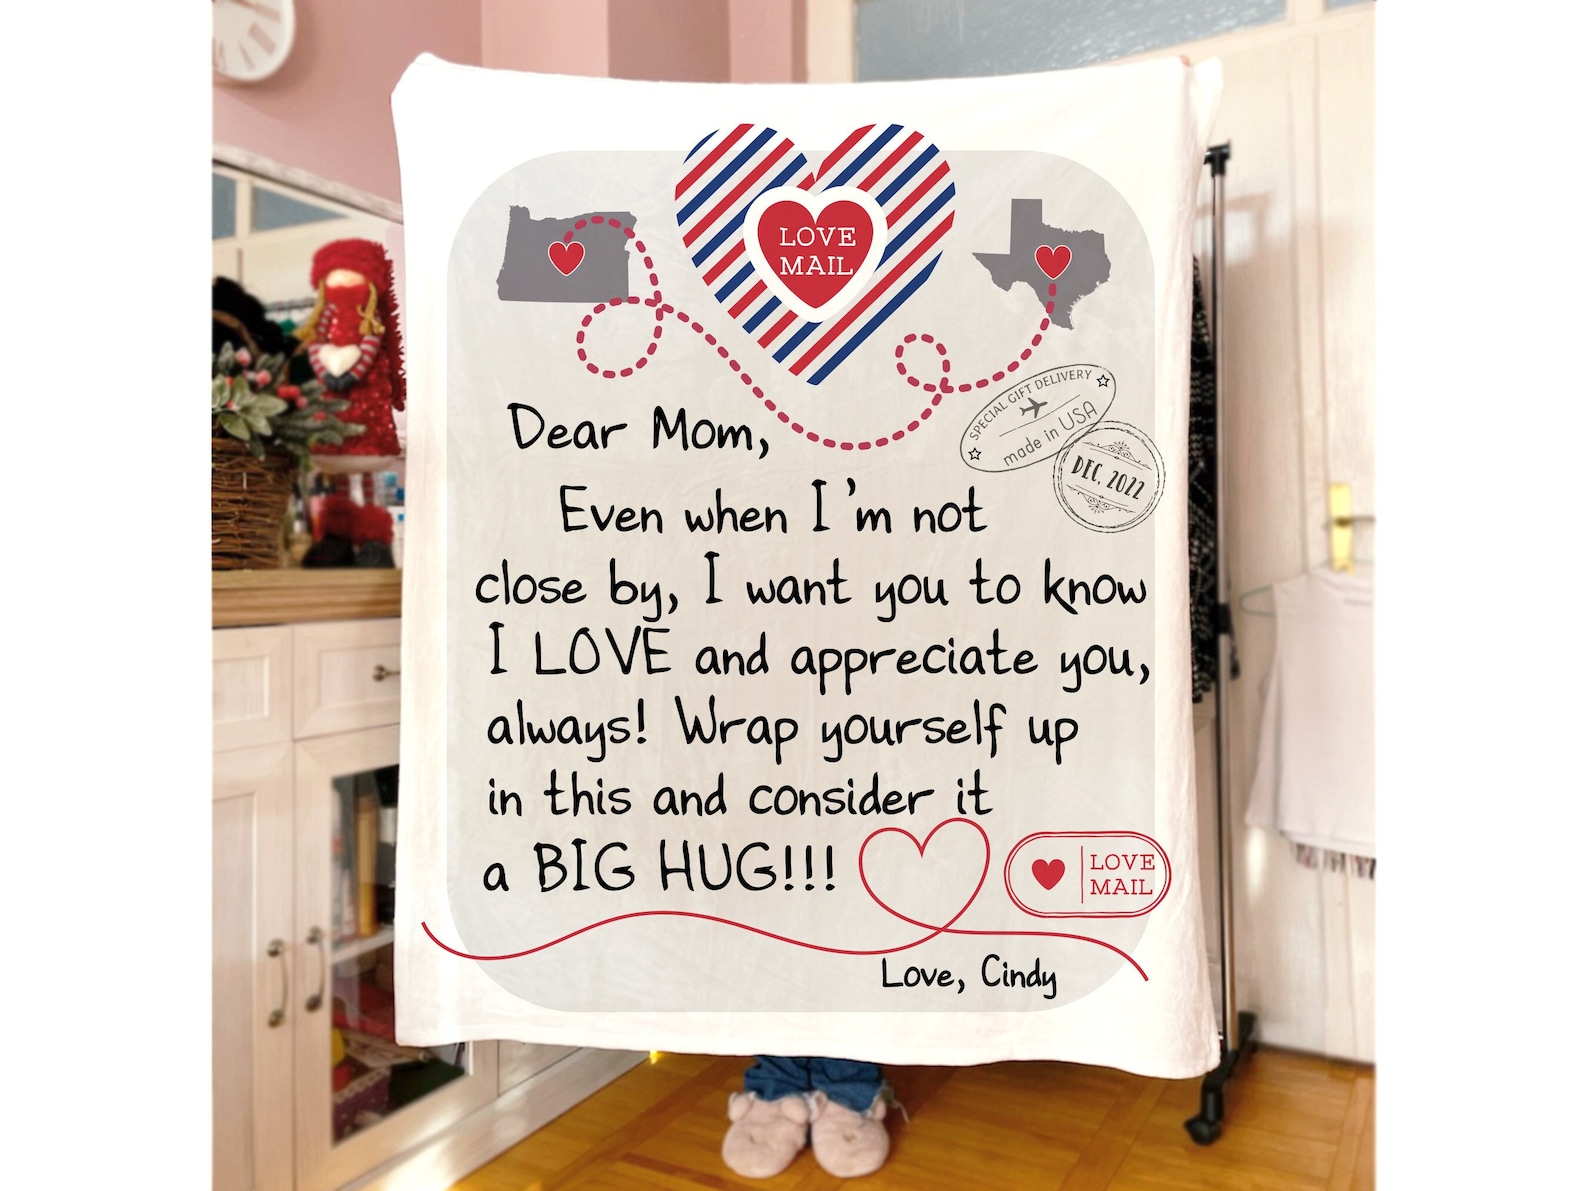 LOVE
MAIL
SPECIAL GIFT DELIVERY
made in USA
DEC, 2022
Dear Mom,
Even when I'm not
close by, I want you to know
I LOVE and appreciate you,
always! Wrap yourself up
in this and consider it
a BIG HUG!!!
LOVE
MAIL
Love, Cindy